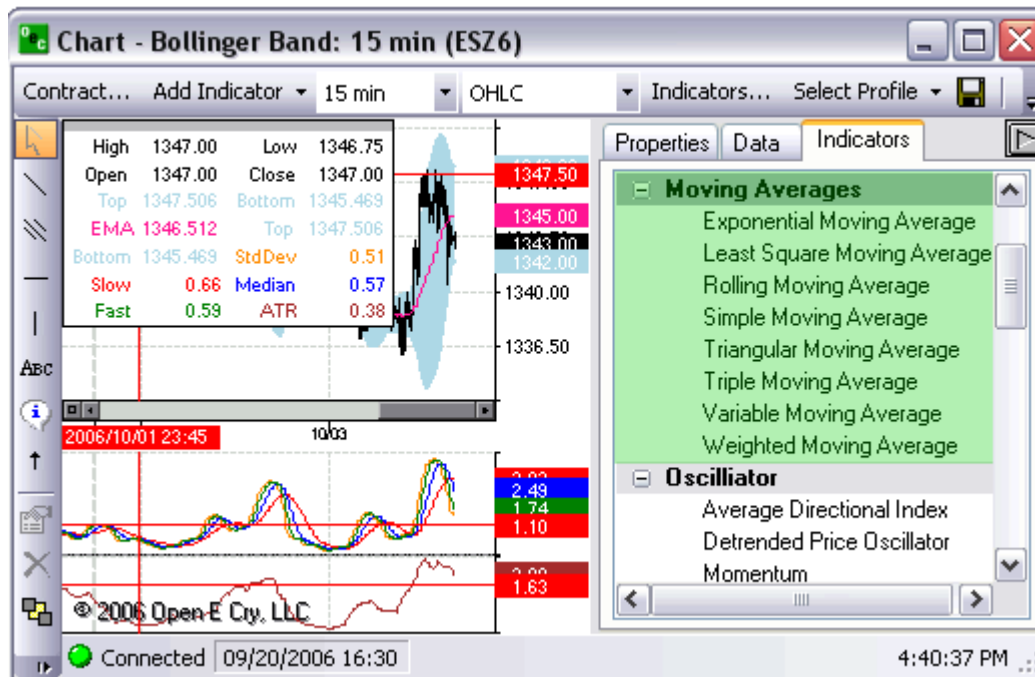 Oec Chart - Bollinger Band: 15 min (ESZ6)
Contract... Add Indicator 15 min OHLC Indicators... Select Profile
High 1347.00 Low 1346.75
Open 1347.00 Close 1347.00
Top 1347.506 Bottom 1345.469
EMA 1346.512 Top 1347.506
Bottom 1345.469 StdDev 0.51
Slow 0.66 Median 0.57
Fast 0.59 ATR 0.38
1347.50
1345.00
1343.00
1342.00
1340.00
1336.50
ABC
2006/10/01 23:45 10/03
2.49
1.74
1.10
1.63
© 2006 Open E Cry, LLC
Properties Data Indicators
Moving Averages
Exponential Moving Average
Least Square Moving Average
Rolling Moving Average
Simple Moving Average
Triangular Moving Average
Triple Moving Average
Variable Moving Average
Weighted Moving Average
Oscilliator
Average Directional Index
Detrended Price Oscillator
Momentum
Connected 09/20/2006 16:30 4:40:37 PM